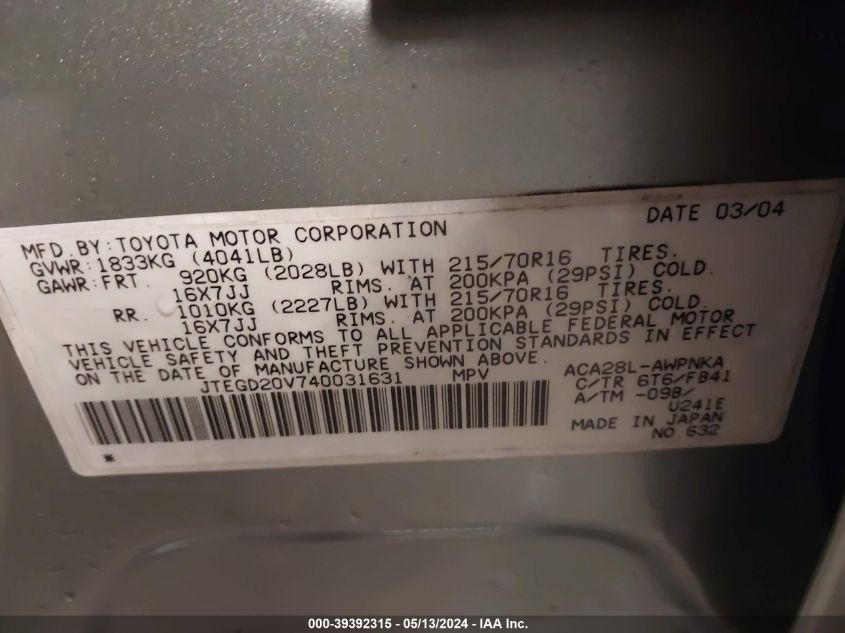 DATE 03/04
MFD.BY:TOYOTA MOTOR CORPORATION
GVWR:1833KG (4041LB)
GAWR:FRT. 920KG (2028LB) WITH 215/70R16 TIRES.
16X7JJ RIMS. AT 200KPA (29PSI) COLD.
RR. 1010KG (2227LB) WITH 215/70R16 TIRES.
16X7JJ RIMS. AT 200KPA (29PSI) COLD.
THIS VEHICLE CONFORMS TO ALL APPLICABLE FEDERAL MOTOR
VEHICLE SAFETY AND THEFT PREVENTION STANDARDS IN EFFECT
ON THE DATE OF MANUFACTURE SHOWN ABOVE.
JTEGD20V740031631 MPV
ACA28L-AWPNKA
C/TR 6T6/FB41
A/TM -09B/
U241E
MADE IN JAPAN
NO 632
000-39392315 - 05/13/2024 - IAA Inc.